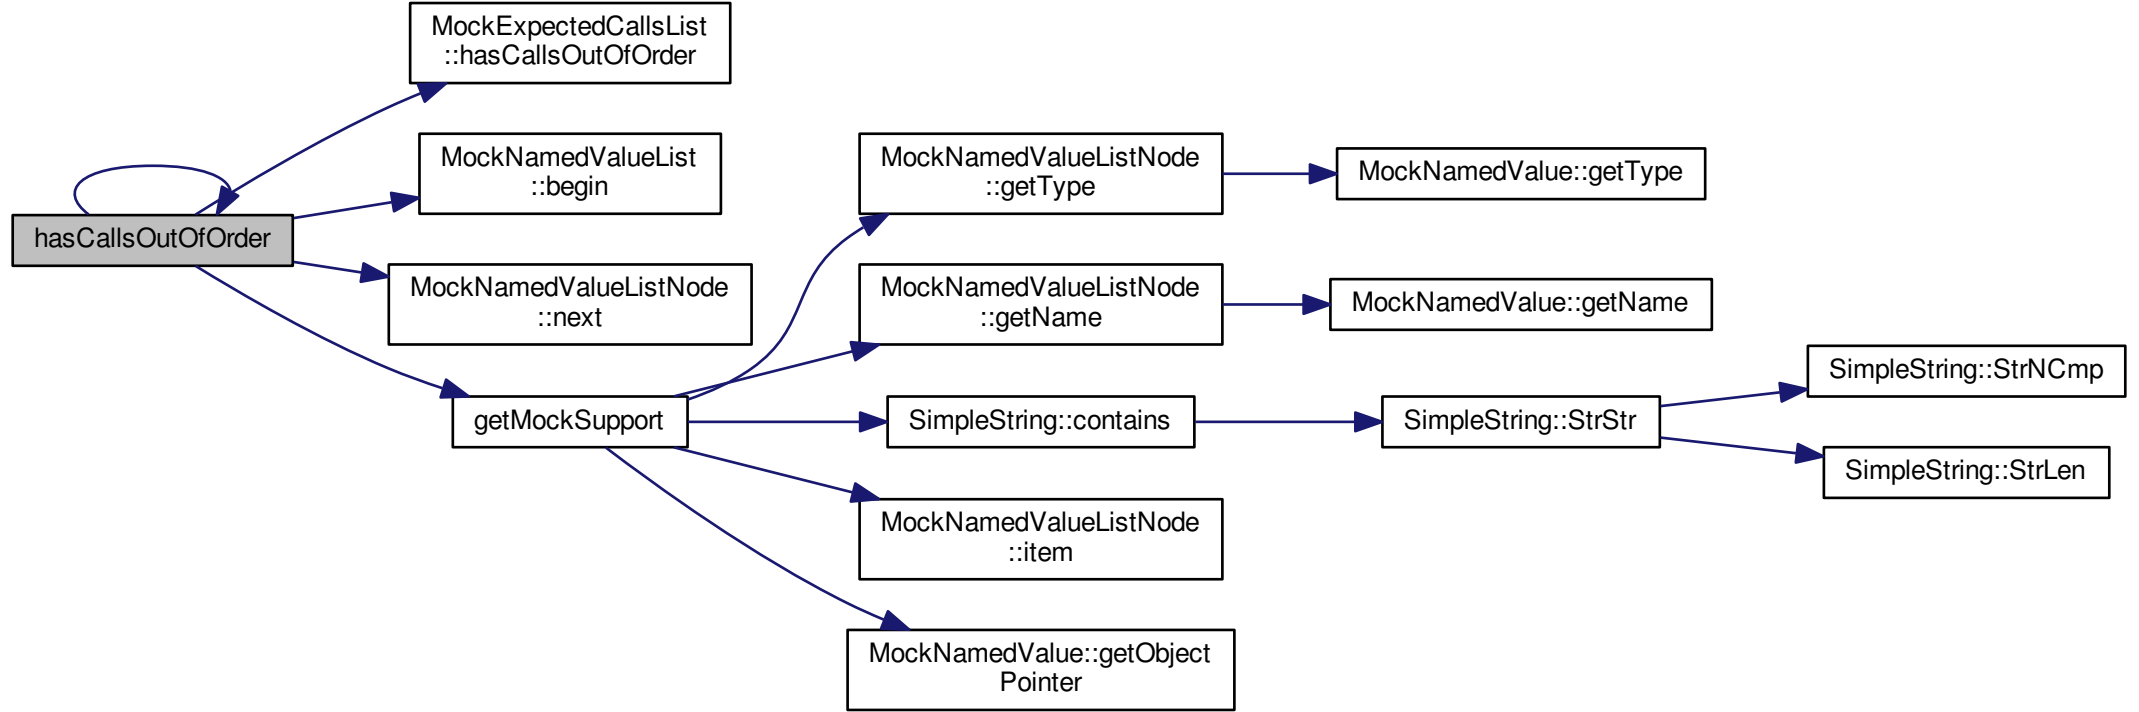 MockExpectedCallsList
::hasCallsOutOfOrder
MockNamedValueList
::begin
hasCallsOutOfOrder
MockNamedValueListNode
::next
getMockSupport
MockNamedValueListNode
::getType
MockNamedValueListNode
::getName
SimpleString::contains
MockNamedValueListNode
::item
MockNamedValue::getObject
Pointer
MockNamedValue::getType
MockNamedValue::getName
SimpleString::StrStr
SimpleString::StrNCmp
SimpleString::StrLen